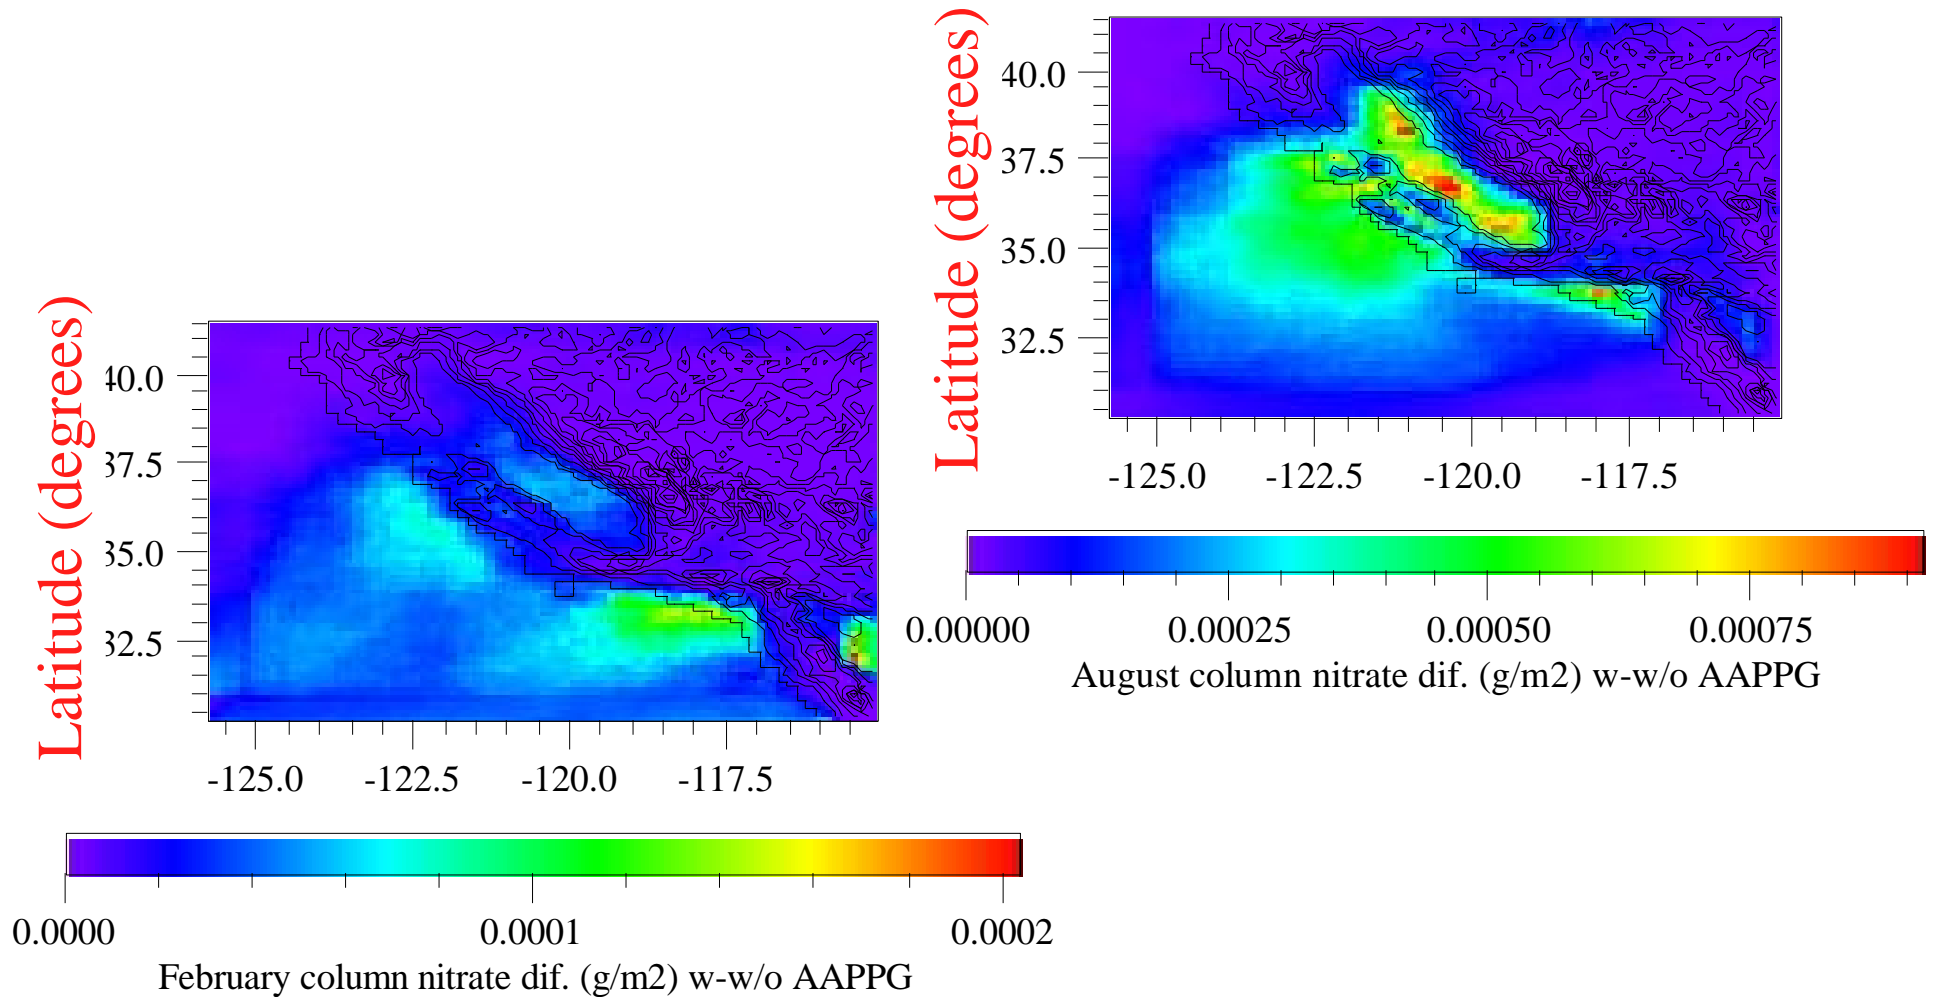 Latitude (degrees)
40.0
37.5
35.0
32.5
-125.0 -122.5 -120.0 -117.5
0.0000 0.0001 0.0002
February column nitrate dif. (g/m2) w-w/o AAPPG
Latitude (degrees)
40.0
37.5
35.0
32.5
-125.0 -122.5 -120.0 -117.5
0.00000 0.00025 0.00050 0.00075
August column nitrate dif. (g/m2) w-w/o AAPPG